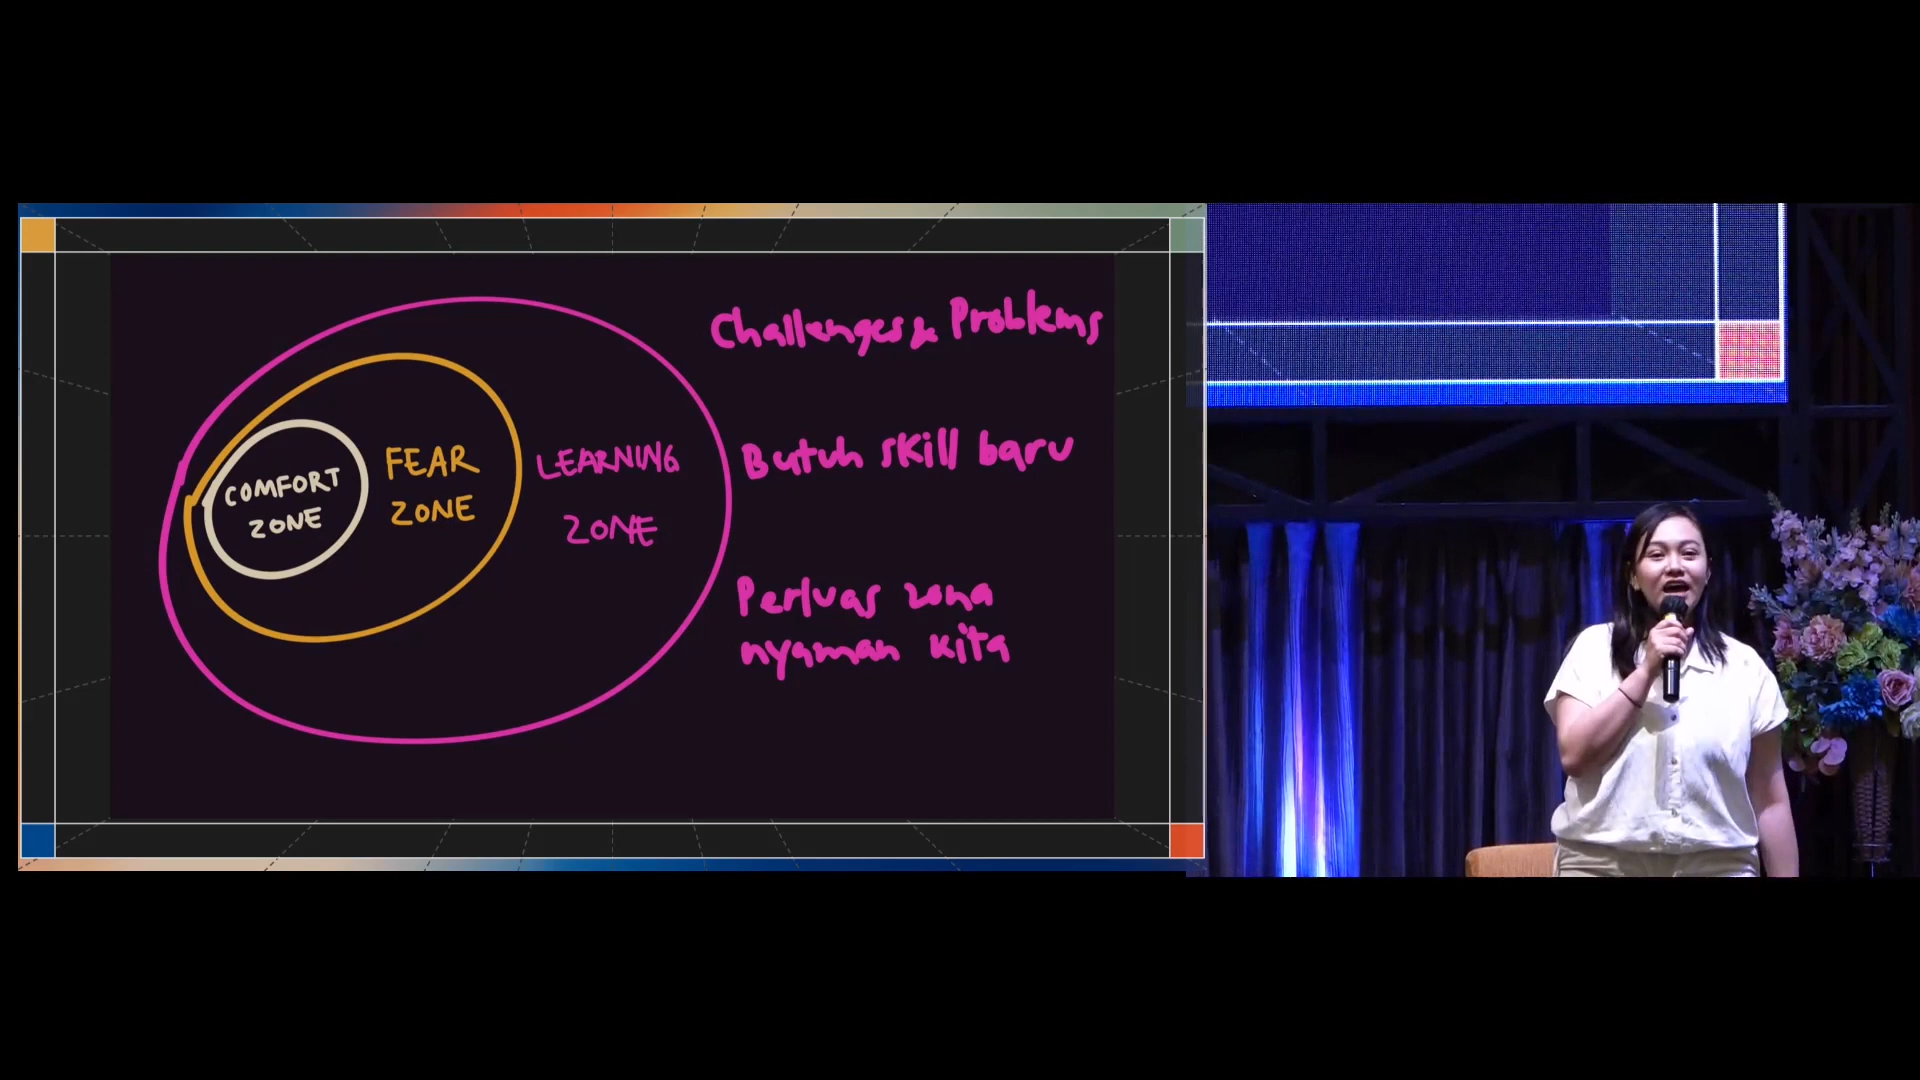 Challenges & Problems
COMFORT
ZONE
FEAR
ZONE
LEARNING
ZONE
Butuh skill baru
Perluas zona
nyaman kita